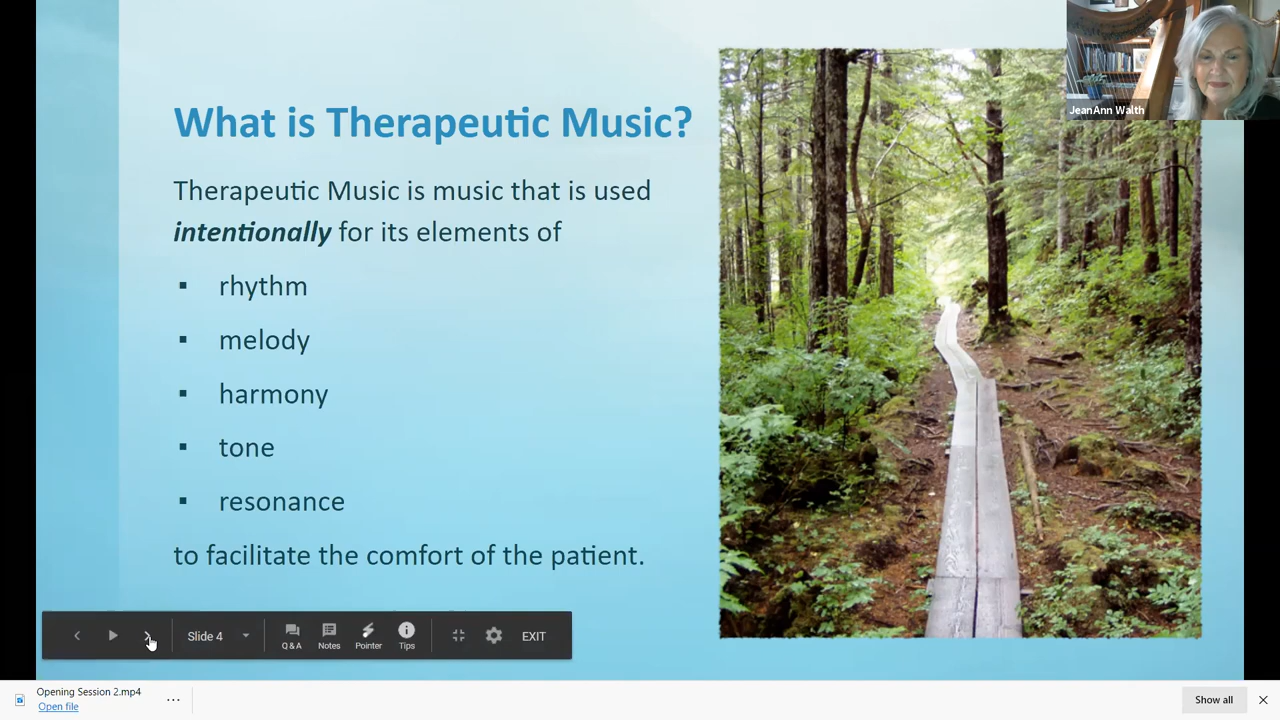 What is Therapeutic Music?
Therapeutic Music is music that is used
intentionally for its elements of
▪ rhythm
▪ melody
▪ harmony
▪ tone
▪ resonance
to facilitate the comfort of the patient.
JeanAnn Walth
Slide 4
Q & A
Notes
Pointer
Tips
EXIT
Opening Session 2.mp4
Open file
...
Show all